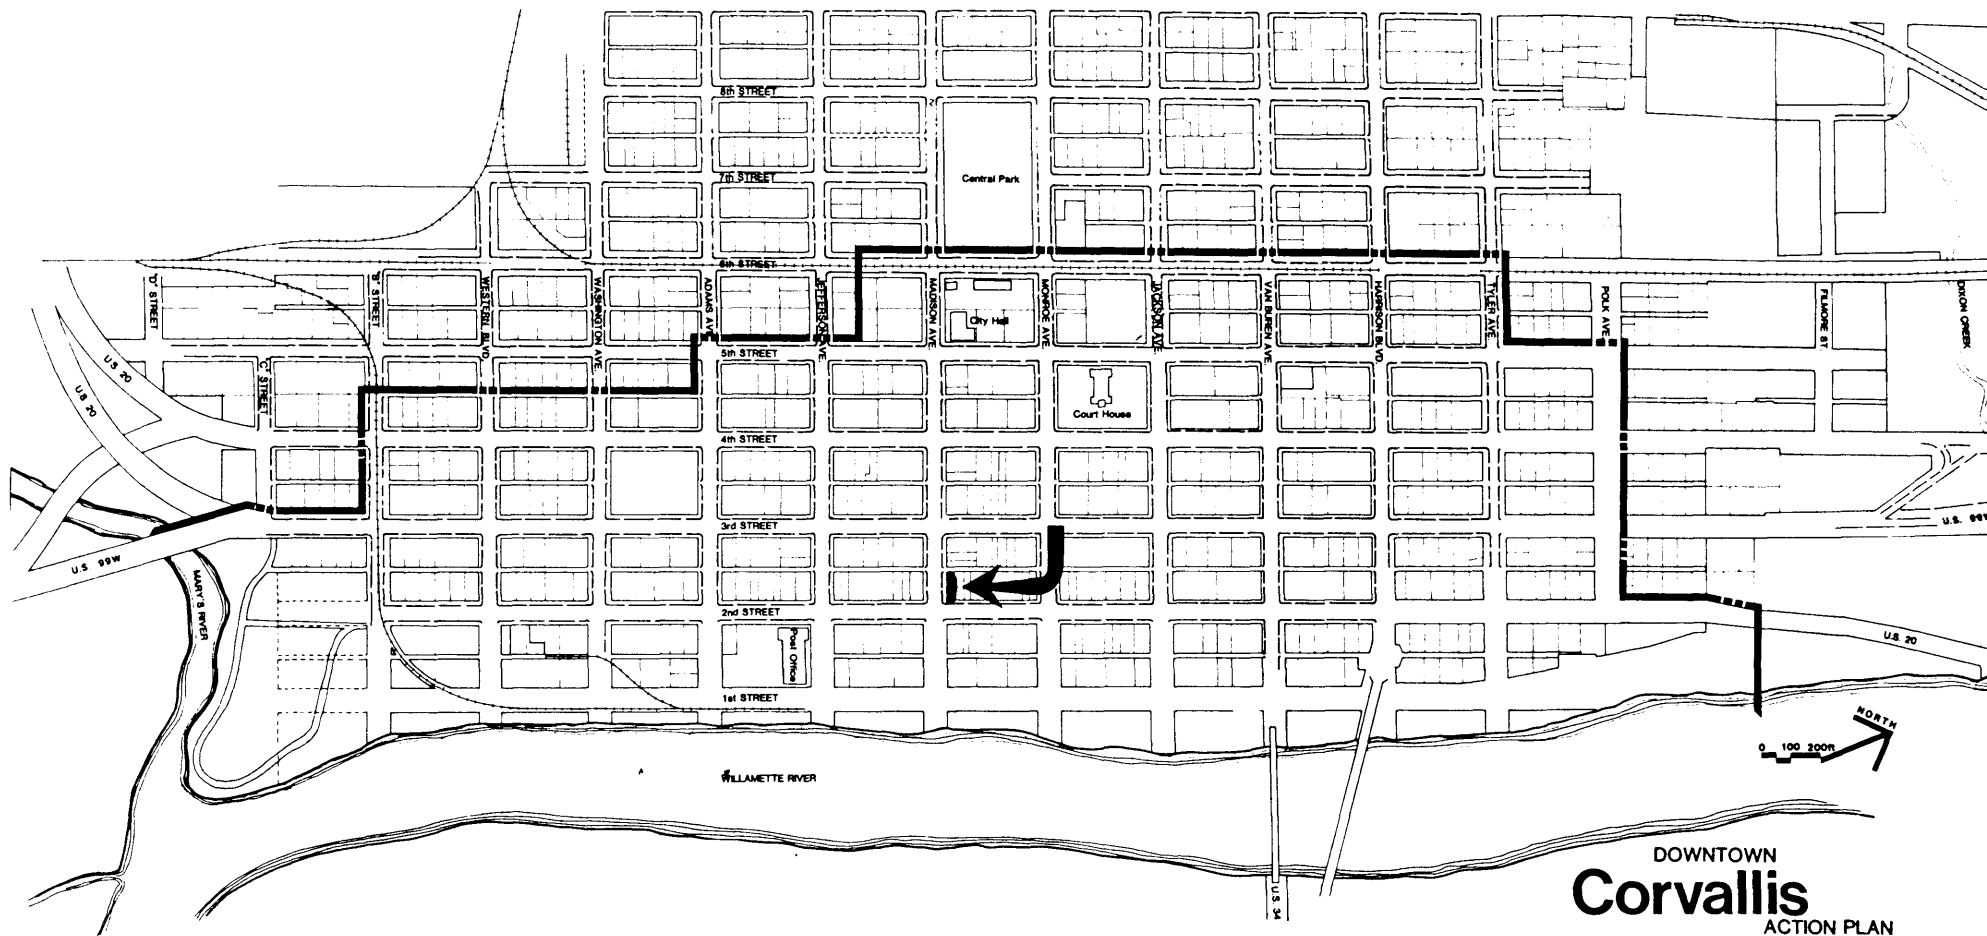 8th STREET
7th STREET
Central Park
6th STREET
"D" STREET
"B" STREET
WESTERN BLVD.
WASHINGTON AVE.
ADAMS AVE.
JEFFERSON AVE.
MADISON AVE.
MONROE AVE.
JACKSON AVE.
VAN BUREN AVE.
HARRISON BLVD.
TYLER AVE.
POLK AVE.
FILMORE ST.
DIXON CREEK
City Hall
5th STREET
"C" STREET
U.S. 20
U.S. 20
Court House
4th STREET
3rd STREET
U.S. 99W
U.S. 99W
MARY'S RIVER
2nd STREET
Post Office
U.S. 20
1st STREET
NORTH
0 100 200ft
WILLAMETTE RIVER
U.S. 34
DOWNTOWN
Corvallis
ACTION PLAN